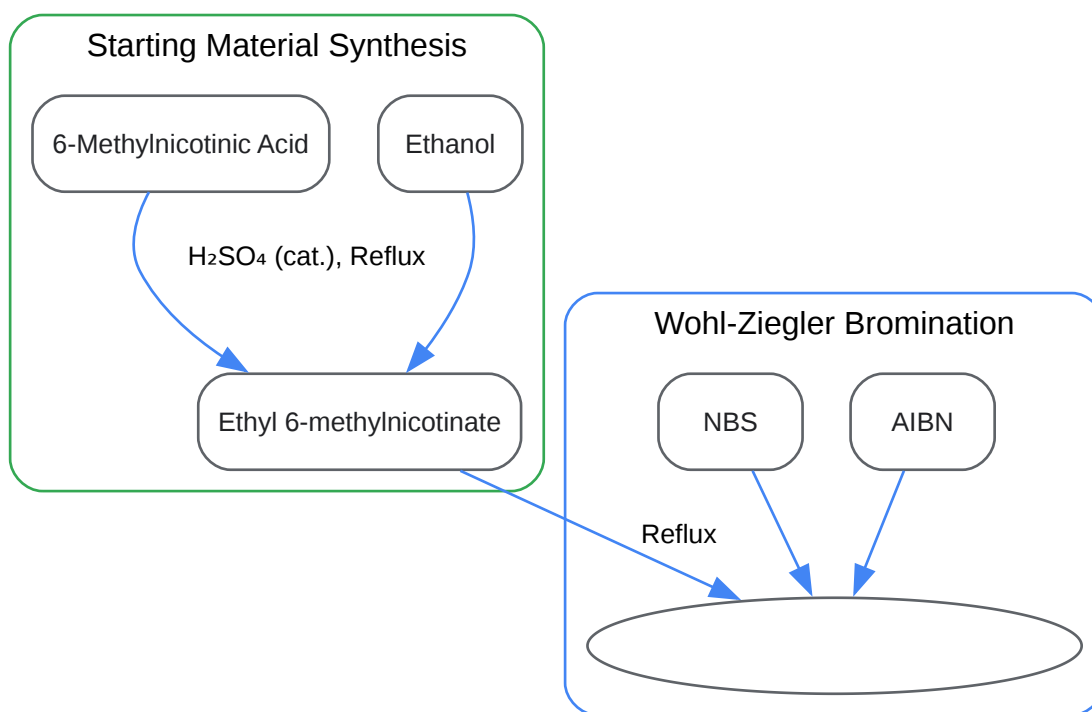 Starting Material Synthesis
6-Methylnicotinic Acid
Ethanol
H₂SO₄ (cat.), Reflux
Ethyl 6-methylnicotinate
Wohl-Ziegler Bromination
NBS
AIBN
Reflux